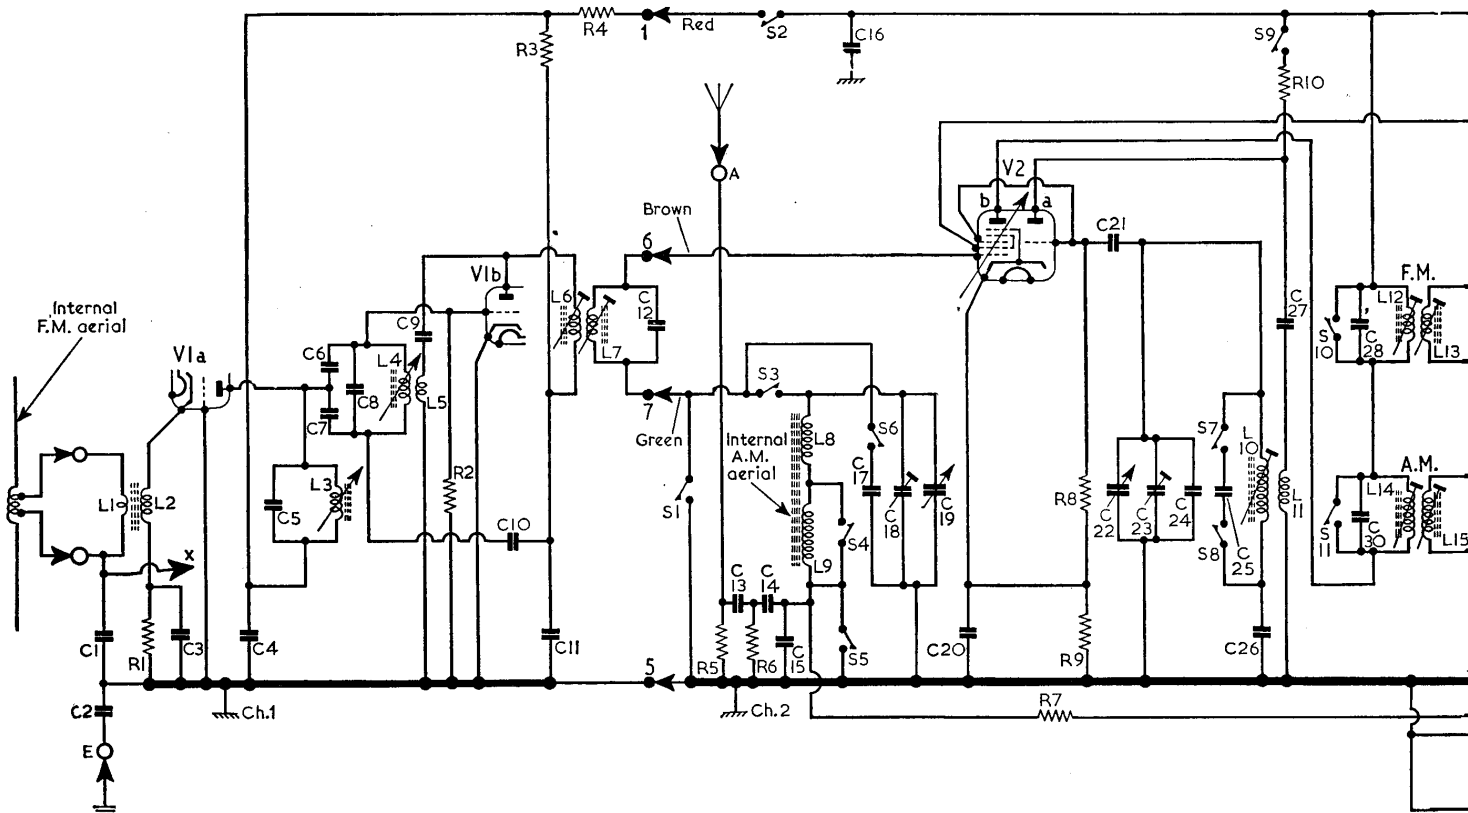 R3
R4
1
Red
S2
C16
S9
R10
A
V2
b
a
C21
Brown
6
Internal
F.M. aerial
V1a
V1b
C9
C6
L4
C8
C7
L5
L6
L7
C
12
C
27
F.M.
L12
S
10
C
28
L13
S3
7
Green
Internal
A.M.
aerial
L8
S6
C
17
C
18
C
19
S1
S4
L9
R2
C10
L3
C5
L1
L2
x
R8
C
22
C
23
C
24
S7
L
10
S8
C
25
L
11
A.M.
L14
S
11
C
30
L15
C
13
C
14
C1
R1
C3
C4
C11
5
R5
R6
C
15
S5
C20
R9
C26
C2
Ch.1
Ch.2
R7
E